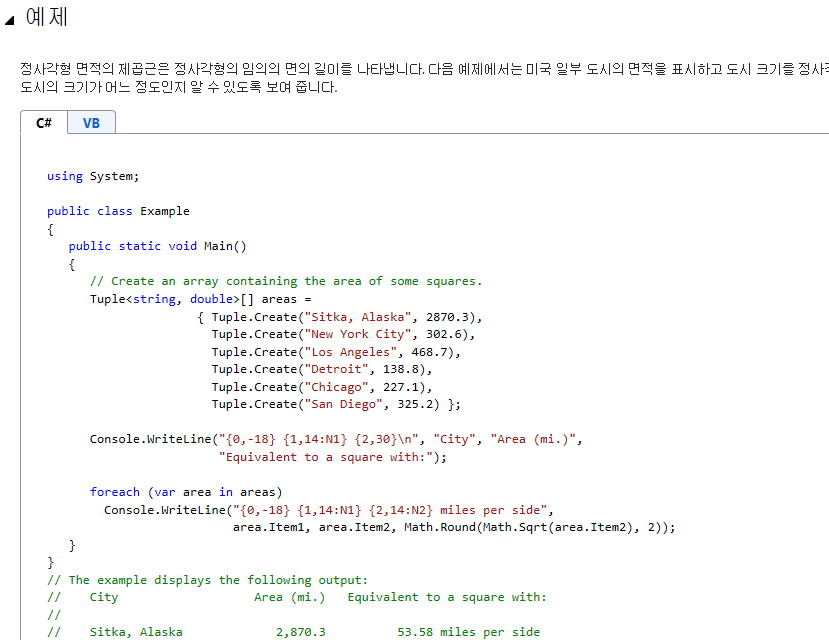 예제
정사각형 면적의 제곱근은 정사각형의 임의의 면의 길이를 나타냅니다. 다음 예제에서는 미국 일부 도시의 면적을 표시하고 도시 크기를
도시의 크기가 어느 정도인지 알 수 있도록 보여 줍니다.
C# VB
using System;
public class Example
{
public static void Main()
{
// Create an array containing the area of some squares.
Tuple<string, double>[] areas =
{ Tuple.Create("Sitka, Alaska", 2870.3),
Tuple.Create("New York City", 302.6),
Tuple.Create("Los Angeles", 468.7),
Tuple.Create("Detroit", 138.8),
Tuple.Create("Chicago", 227.1),
Tuple.Create("San Diego", 325.2) };
Console.WriteLine("{0,-18} {1,14:N1} {2,30}\n", "City", "Area (mi.)",
"Equivalent to a square with:");
foreach (var area in areas)
Console.WriteLine("{0,-18} {1,14:N1} {2,14:N2} miles per side",
area.Item1, area.Item2, Math.Round(Math.Sqrt(area.Item2), 2));
}
}
// The example displays the following output:
// City Area (mi.) Equivalent to a square with:
//
// Sitka, Alaska 2,870.3 53.58 miles per side